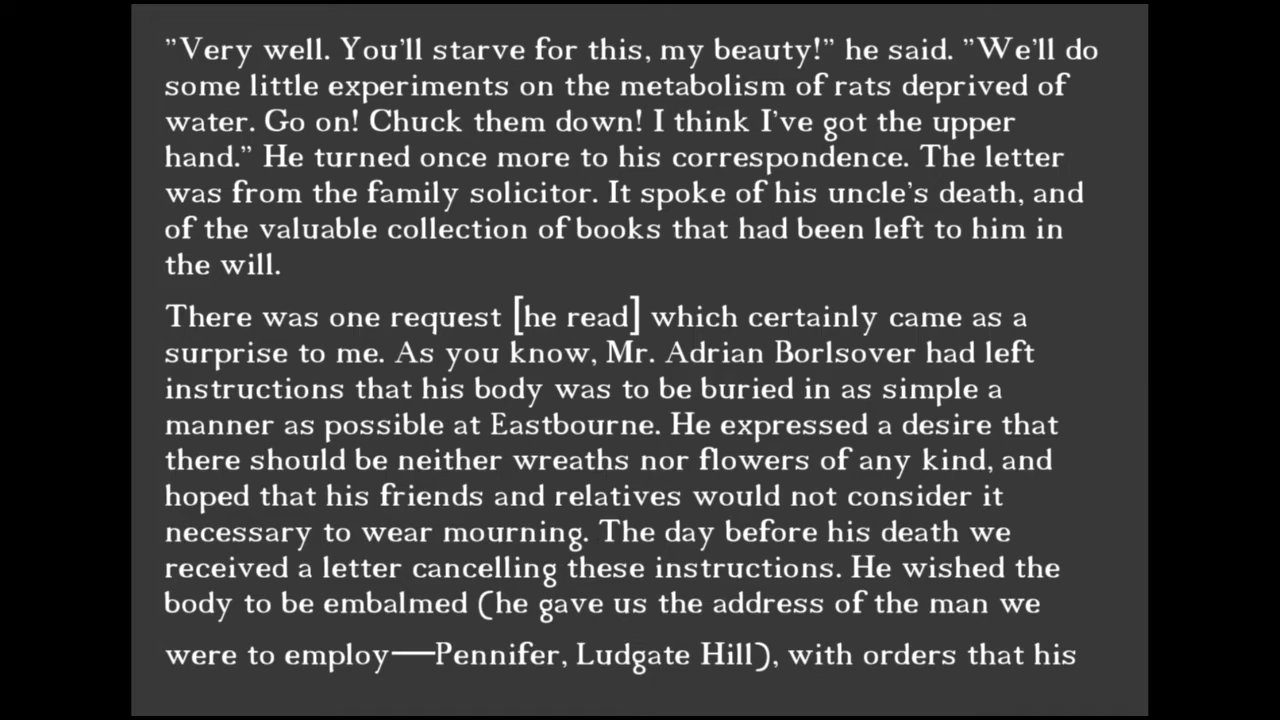 ”Very well. You’ll starve for this, my beauty!” he said. ”We’ll do
some little experiments on the metabolism of rats deprived of
water. Go on! Chuck them down! I think I’ve got the upper
hand.” He turned once more to his correspondence. The letter
was from the family solicitor. It spoke of his uncle’s death, and
of the valuable collection of books that had been left to him in
the will.
There was one request [he read] which certainly came as a
surprise to me. As you know, Mr. Adrian Borlsover had left
instructions that his body was to be buried in as simple a
manner as possible at Eastbourne. He expressed a desire that
there should be neither wreaths nor flowers of any kind, and
hoped that his friends and relatives would not consider it
necessary to wear mourning. The day before his death we
received a letter cancelling these instructions. He wished the
body to be embalmed (he gave us the address of the man we
were to employ—Pennifer, Ludgate Hill), with orders that his